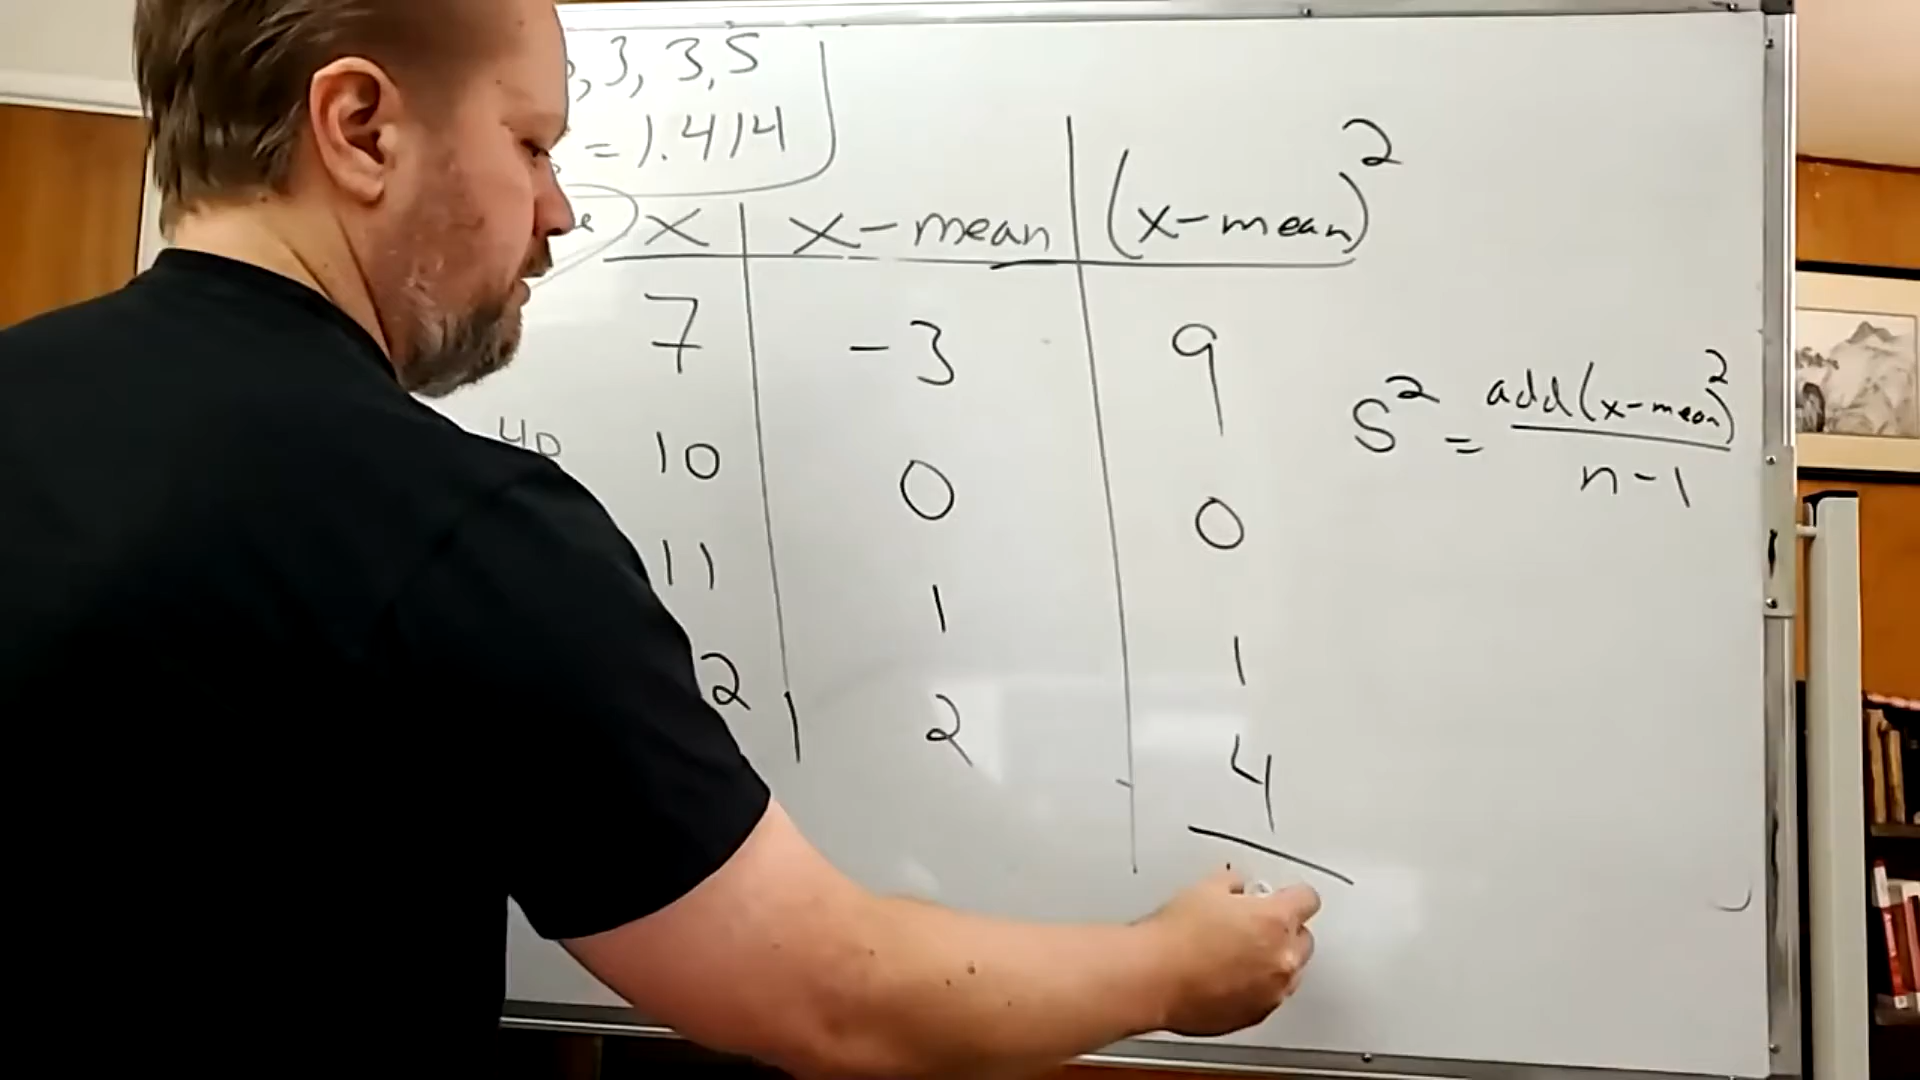 3, 3, 5
= 1.414
x | x - mean | (x - mean)²
7 | -3 | 9
40
10 | 0 | 0
11 | 1 | 1
2 | 2 | 4
S² = add(x - mean)² / n - 1